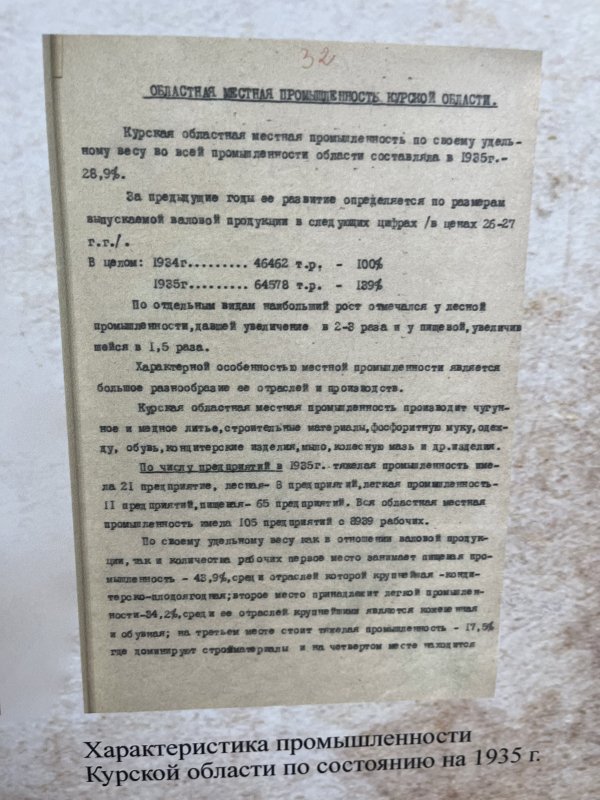 32
ОБЛАСТНАЯ МЕСТНАЯ ПРОМЫШЛЕННОСТЬ КУРСКОЙ ОБЛАСТИ.
Курская областная местная промышленность по своему удель-
ному весу во всей промышленности области составляла в 1935г.-
28,9%.
За предыдущие годы ее развитие определяется по размерам
выпускаемой валовой продукции в следующих цифрах /в ценах 26-27
г.г./.
В целом: 1934г......... 46462 т.р. - 100%
1935г......... 64578 т.р. - 139%
По отдельным видам наибольший рост отмечался у лесной
промышленности,давшей увеличение в 2-3 раза и у пищевой,увеличив
шейся в 1,5 раза.
Характерной особенностью местной промышленности является
большое разнообразие ее отраслей и производств.
Курская областная местная промышленность производит чугун-
ное и медное литье,строительные материалы,фосфоритную муку,одеж-
ду, обувь,кондитерские изделия,мыло,колесную мазь и др.изделия.
По числу предприятий в 1935г. тяжелая промышленность име-
ла 21 предприятие, лесная- 8 предприятий,легкая промышленность-
11 предприятий,пищевая- 65 предприятий. Вся областная местная
промышленность имела 105 предприятий с 8939 рабочих.
По своему удельному весу как в отношении валовой продук-
ции,так и количества рабочих первое место занимает пищевая про-
мышленность - 43,9%,среди отраслей которой крупнейшая -конди-
терско-плодоягодная;второе место принадлежит легкой промышлен-
ности-34,2%,среди ее отраслей крупнейшими являются кожевенная
и обувная; на третьем месте стоит тяжелая промышленность - 17,5%
где доминируют стройматериалы и на четвертом месте находится
Характеристика промышленности
Курской области по состоянию на 1935 г.